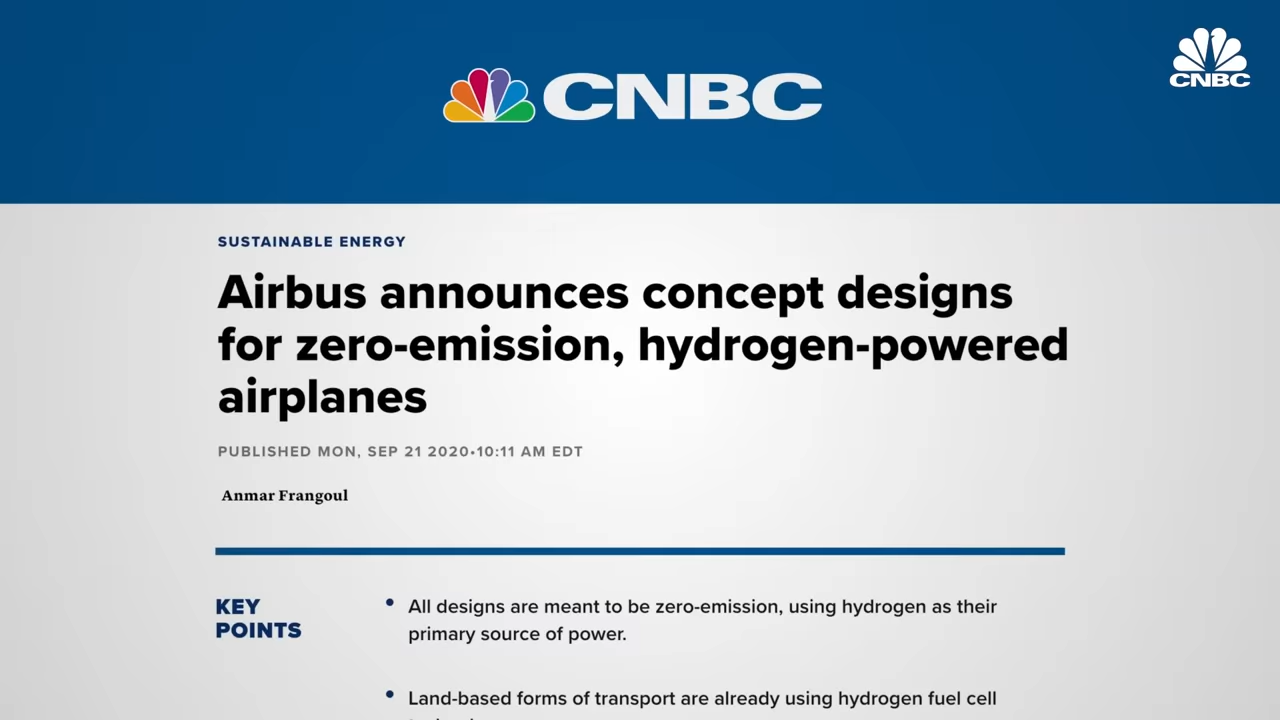 CNBC
CNBC
SUSTAINABLE ENERGY
Airbus announces concept designs
for zero-emission, hydrogen-powered
airplanes
PUBLISHED MON, SEP 21 2020•10:11 AM EDT
Anmar Frangoul
KEY
POINTS
• All designs are meant to be zero-emission, using hydrogen as their
primary source of power.
• Land-based forms of transport are already using hydrogen fuel cell